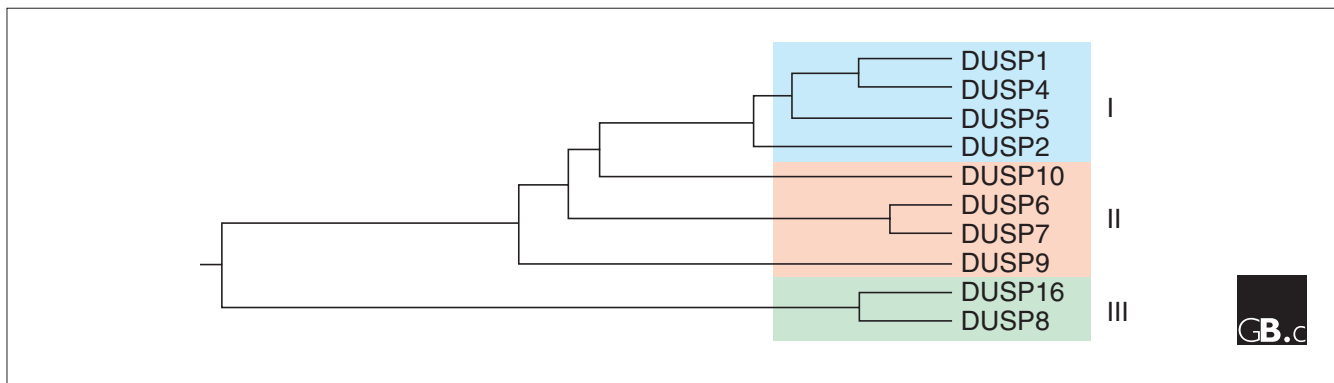 DUSP1
DUSP4
I
DUSP5
DUSP2
DUSP10
DUSP6
II
DUSP7
DUSP9
DUSP16
III
DUSP8
GB.c